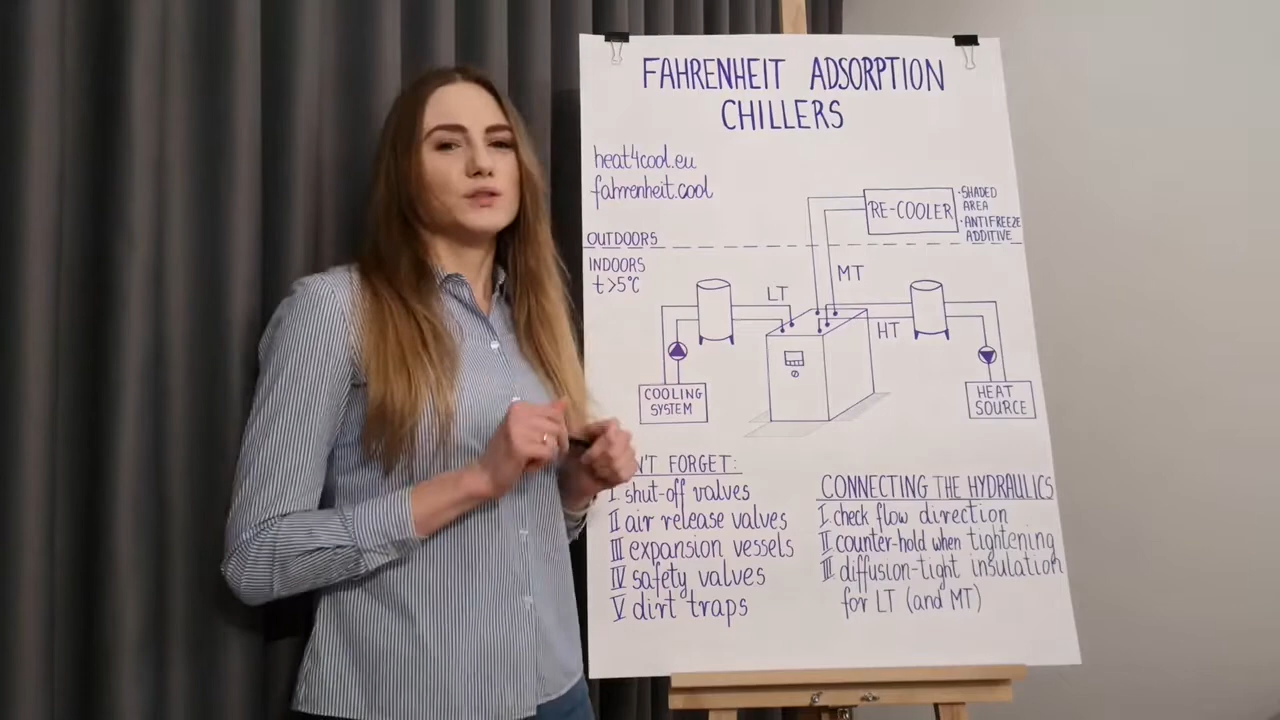 FAHRENHEIT ADSORPTION
CHILLERS
heat4cool.eu
fahrenheit.cool
RE-COOLER
· SHADED
AREA
· ANTIFREEZE
ADDITIVE
OUTDOORS
INDOORS
t >5°C
LT
MT
HT
COOLING
SYSTEM
HEAT
SOURCE
N'T FORGET:
I shut-off valves
II air release valves
III expansion vessels
IV safety valves
V dirt traps
CONNECTING THE HYDRAULICS
I check flow direction
II counter-hold when tightening
III diffusion-tight insulation
for LT (and MT)